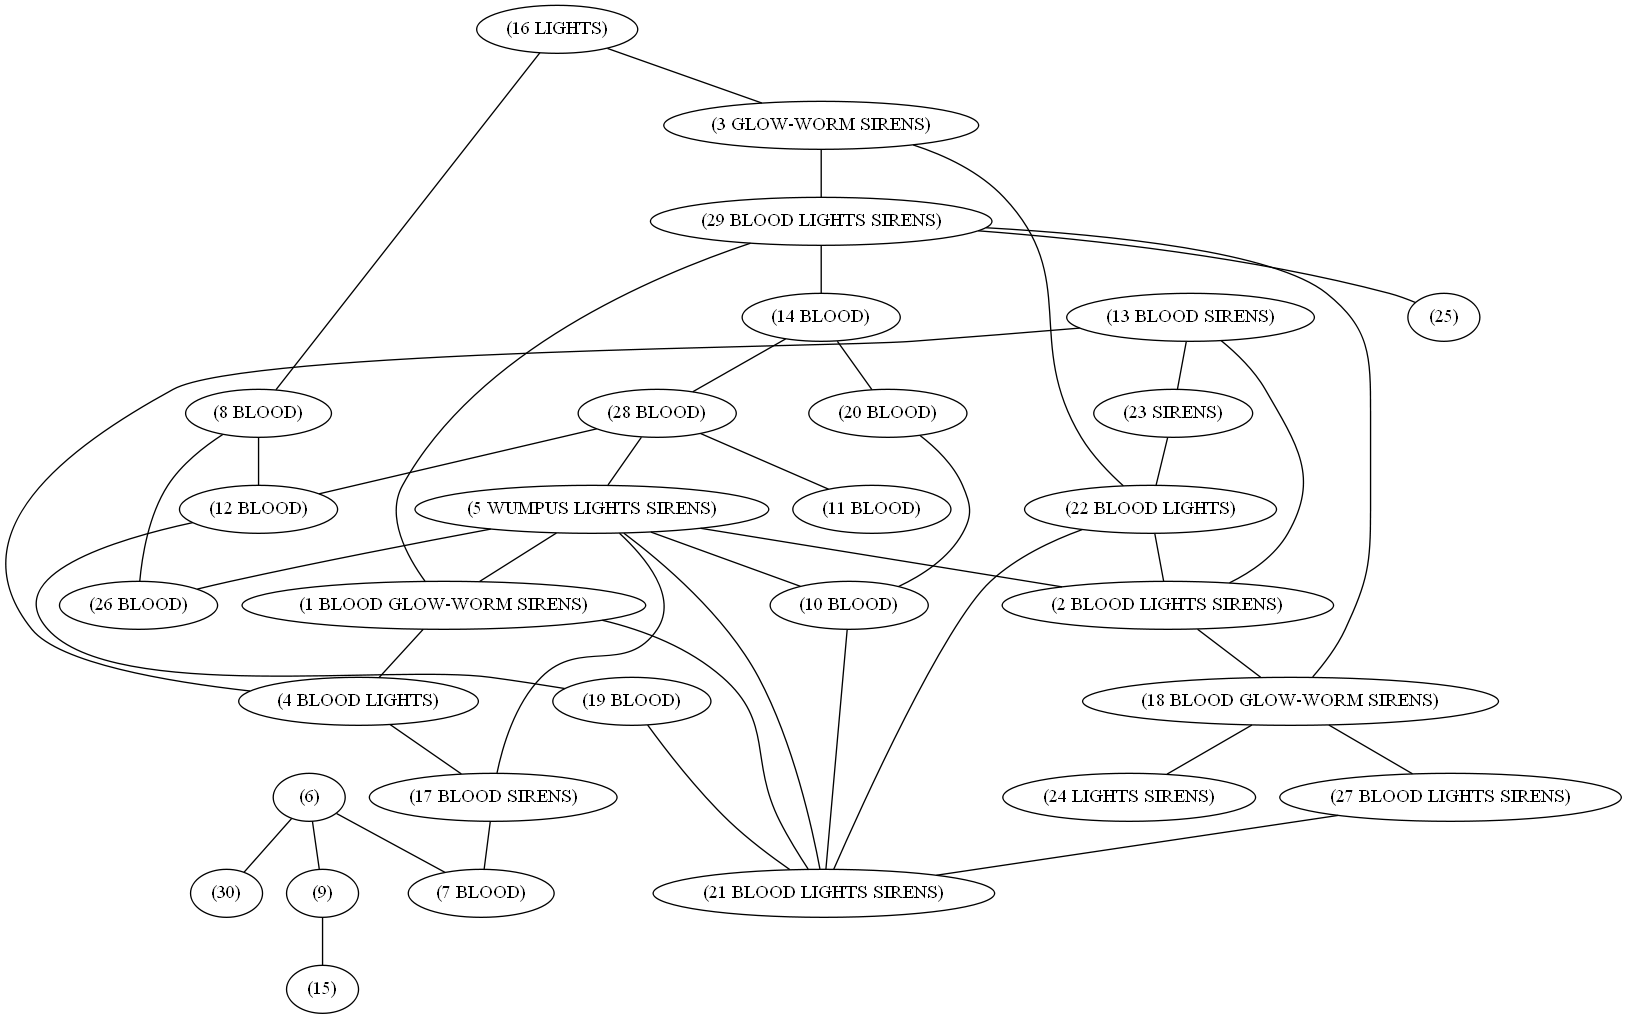 (16 LIGHTS)
(3 GLOW-WORM SIRENS)
(29 BLOOD LIGHTS SIRENS)
(14 BLOOD)
(13 BLOOD SIRENS)
(25)
(8 BLOOD)
(28 BLOOD)
(20 BLOOD)
(23 SIRENS)
(12 BLOOD)
(5 WUMPUS LIGHTS SIRENS)
(11 BLOOD)
(22 BLOOD LIGHTS)
(26 BLOOD)
(1 BLOOD GLOW-WORM SIRENS)
(10 BLOOD)
(2 BLOOD LIGHTS SIRENS)
(4 BLOOD LIGHTS)
(19 BLOOD)
(18 BLOOD GLOW-WORM SIRENS)
(6)
(17 BLOOD SIRENS)
(24 LIGHTS SIRENS)
(27 BLOOD LIGHTS SIRENS)
(30)
(9)
(7 BLOOD)
(21 BLOOD LIGHTS SIRENS)
(15)